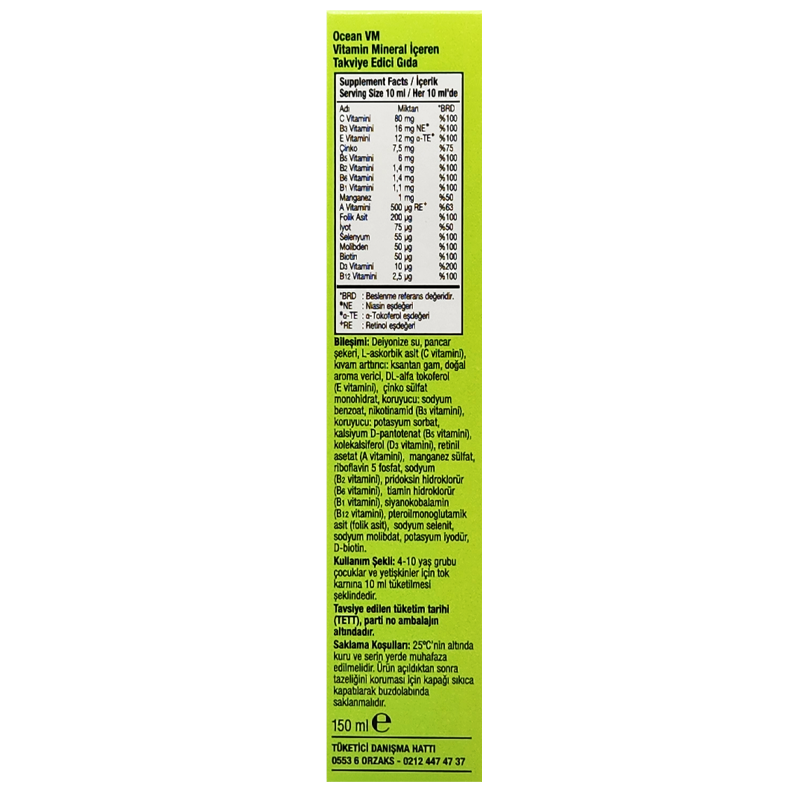 Ocean VM
Vitamin Mineral İçeren
Takviye Edici Gıda
Supplement Facts / İçerik
Serving Size 10 ml / Her 10 ml'de
Adı Miktarı *BRD
C Vitamini 80 mg %100
B3 Vitamini 16 mg NE* %100
E Vitamini 12 mg α-TE* %100
Çinko 7,5 mg %75
B5 Vitamini 6 mg %100
B2 Vitamini 1,4 mg %100
B6 Vitamini 1,4 mg %100
B1 Vitamini 1,1 mg %100
Manganez 1 mg %50
A Vitamini 500 µg RE* %63
Folik Asit 200 µg %100
İyot 75 µg %50
Selenyum 55 µg %100
Molibden 50 µg %100
Biotin 50 µg %100
D3 Vitamini 10 µg %200
B12 Vitamini 2,5 µg %100
*BRD : Beslenme referans değeridir.
*NE : Niasin eşdeğeri
*α-TE : α-Tokoferol eşdeğeri
*RE : Retinol eşdeğeri
Bileşimi: Deiyonize su, pancar
şekeri, L-askorbik asit (C vitamini),
kıvam arttırıcı: ksantan gam, doğal
aroma verici, DL-alfa tokoferol
(E vitamini), çinko sülfat
monohidrat, koruyucu: sodyum
benzoat, nikotinamid (B3 vitamini),
koruyucu: potasyum sorbat,
kalsiyum D-pantotenat (B5 vitamini),
kolekalsiferol (D3 vitamini), retinil
asetat (A vitamini), manganez sülfat,
riboflavin 5 fosfat, sodyum
(B2 vitamini), pridoksin hidroklorür
(B6 vitamini), tiamin hidroklorür
(B1 vitamini), siyanokobalamin
(B12 vitamini), pteroilmonoglutamik
asit (folik asit), sodyum selenit,
sodyum molibdat, potasyum iyodür,
D-biotin.
Kullanım Şekli: 4-10 yaş grubu
çocuklar ve yetişkinler için tok
karnına 10 ml tüketilmesi
şeklindedir.
Tavsiye edilen tüketim tarihi
(TETT), parti no ambalajın
altındadır.
Saklama Koşulları: 25°C'nin altında
kuru ve serin yerde muhafaza
edilmelidir. Ürün açıldıktan sonra
tazeliğini koruması için kapağı sıkıca
kapatılarak buzdolabında
saklanmalıdır.
150 ml ℮
TÜKETİCİ DANIŞMA HATTI
0553 6 ORZAKS - 0212 447 47 37